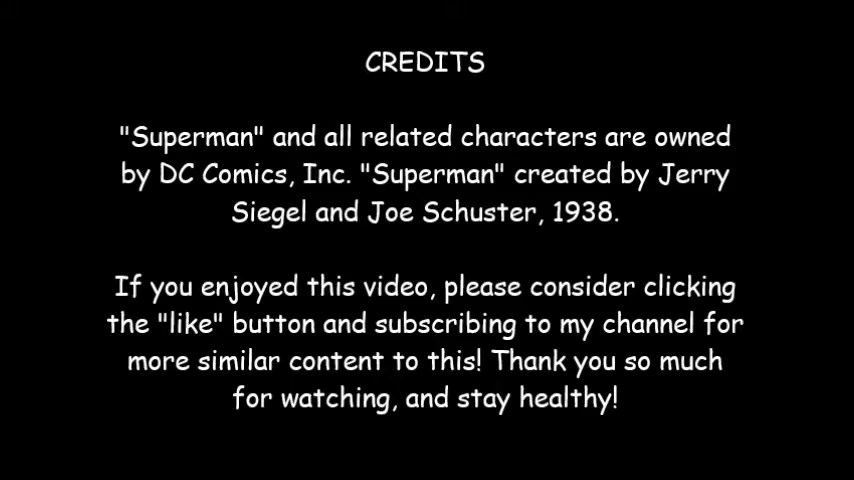 CREDITS
"Superman" and all related characters are owned
by DC Comics, Inc. "Superman" created by Jerry
Siegel and Joe Schuster, 1938.
If you enjoyed this video, please consider clicking
the "like" button and subscribing to my channel for
more similar content to this! Thank you so much
for watching, and stay healthy!